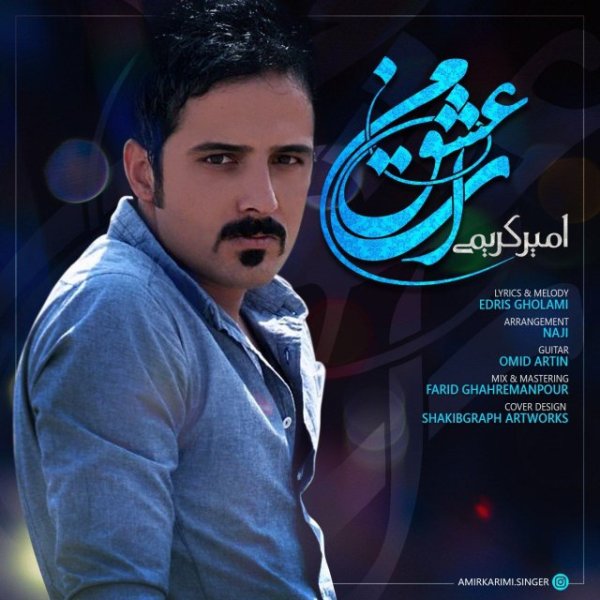 عشق من
امیر کریمی
LYRICS & MELODY
EDRIS GHOLAMI
ARRANGEMENT
NAJI
GUITAR
OMID ARTIN
MIX & MASTERING
FARID GHAHREMANPOUR
COVER DESIGN
SHAKIBGRAPH ARTWORKS
AMIRKARIMI.SINGER